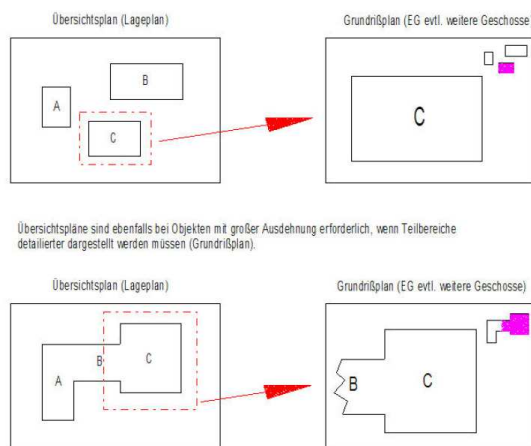 Übersichtsplan (Lageplan)
Grundrißplan (EG evtl. weitere Geschosse
A
B
C
C
Übersichtspläne sind ebenfalls bei Objekten mit großer Ausdehnung erforderlich, wenn Teilbereiche
detailierter dargestellt werden müssen (Grundrißplan).
Übersichtsplan (Lageplan)
Grundrißplan (EG evtl. weitere Geschosse)
A
B
C
B
C